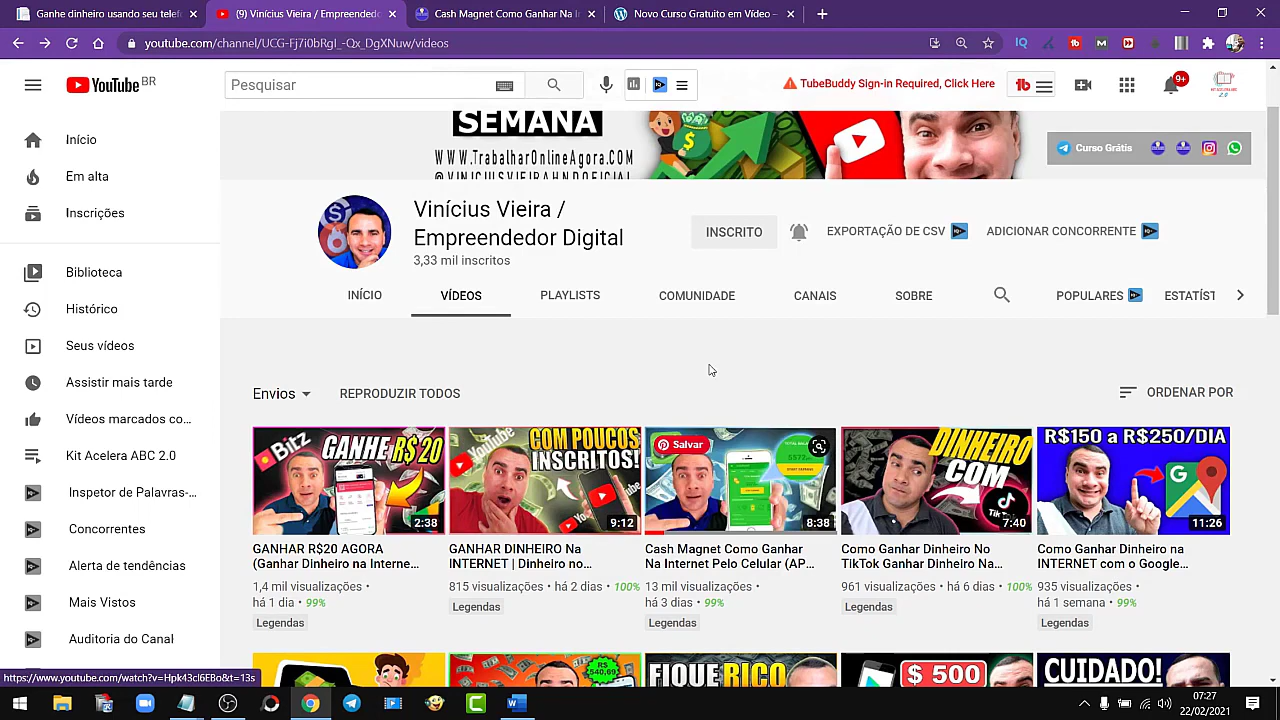 Ganhe dinheiro usando seu telef
Vinícius Vieira / Empreended
Cash Magnet Como Ganhar Na I
Novo Curso Gratuito em Vídeo –
youtube.com/channel/UCG-Fj7i0bRgI_-Qx_DgXNuw/videos
YouTube BR
Pesquisar
TubeBuddy Sign-in Required, Click Here
9+
SEMANA
WWW.TrabalharOnlineAgora.COM
@VINICIUSVIEIRAHNDOFICIAL
Curso Grátis
Vinícius Vieira /
Empreendedor Digital
3,33 mil inscritos
INSCRITO
EXPORTAÇÃO DE CSV
ADICIONAR CONCORRENTE
INÍCIO
VÍDEOS
PLAYLISTS
COMUNIDADE
CANAIS
SOBRE
POPULARES
ESTATÍST
Início
Em alta
Inscrições
Biblioteca
Histórico
Seus vídeos
Assistir mais tarde
Vídeos marcados co...
Kit Acelera ABC 2.0
Inspetor de Palavras-...
Concorrentes
Alerta de tendências
Mais Vistos
Auditoria do Canal
Envios
REPRODUZIR TODOS
ORDENAR POR
Bitz
GANHE R$20
2:38
GANHAR R$20 AGORA
(Ganhar Dinheiro na Interne...
1,4 mil visualizações •
há 1 dia • 99%
Legendas
YouTube
COM POUCOS
INSCRITOS!
9:12
GANHAR DINHEIRO Na
INTERNET | Dinheiro no...
815 visualizações • há 2 dias • 100%
Legendas
Salvar
8:38
Cash Magnet Como Ganhar
Na Internet Pelo Celular (AP...
13 mil visualizações •
há 3 dias • 99%
Legendas
DINHEIRO
COM
7:40
Como Ganhar Dinheiro No
TikTok Ganhar Dinheiro Na...
961 visualizações • há 6 dias • 100%
Legendas
R$150 a R$250/DIA
11:26
Como Ganhar Dinheiro na
INTERNET com o Google...
935 visualizações •
há 1 semana • 99%
Legendas
R$
540,69
FIQUE RICO
$ 500
CUIDADO!
https://www.youtube.com/watch?v=Mpk43cl6EBo&t=13s
07:27
22/02/2021